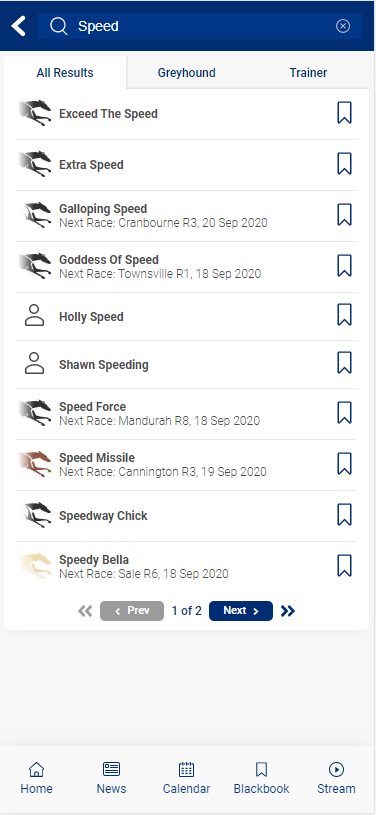 Speed
All Results Greyhound Trainer
Exceed The Speed
Extra Speed
Galloping Speed
Next Race: Cranbourne R3, 20 Sep 2020
Goddess Of Speed
Next Race: Townsville R1, 18 Sep 2020
Holly Speed
Shawn Speeding
Speed Force
Next Race: Mandurah R8, 18 Sep 2020
Speed Missile
Next Race: Cannington R3, 19 Sep 2020
Speedway Chick
Speedy Bella
Next Race: Sale R6, 18 Sep 2020
Prev 1 of 2 Next
Home News Calendar Blackbook Stream